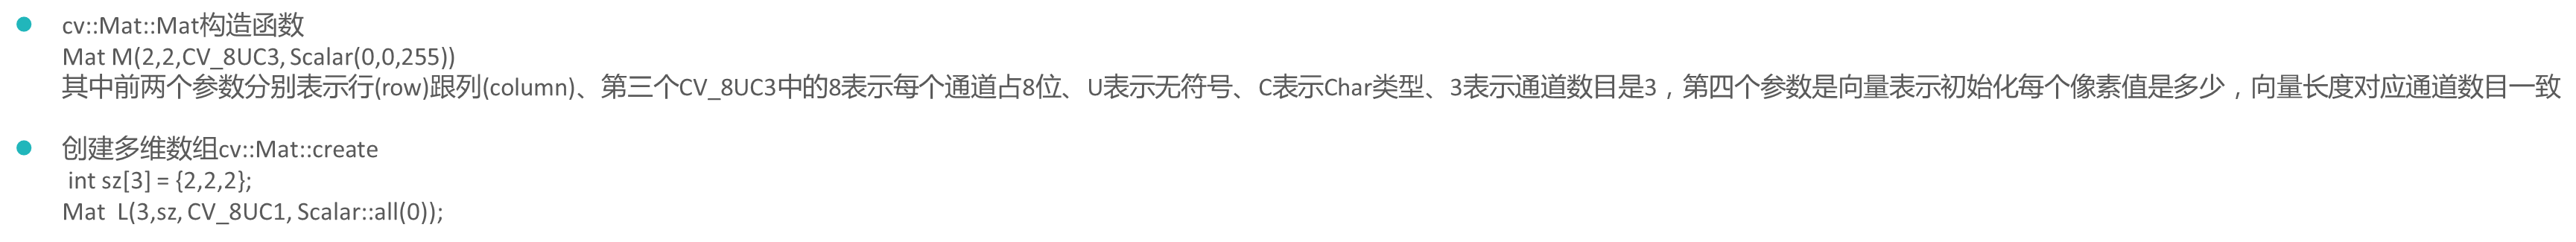 cv::Mat::Mat构造函数
Mat M(2,2,CV_8UC3, Scalar(0,0,255))
其中前两个参数分别表示行(row)跟列(column)、第三个CV_8UC3中的8表示每个通道占8位、U表示无符号、C表示Char类型、3表示通道数目是3，第四个参数是向量表示初始化每个像素值是多少，向量长度对应通道数目一致
创建多维数组cv::Mat::create
int sz[3] = {2,2,2};
Mat  L(3,sz, CV_8UC1, Scalar::all(0));